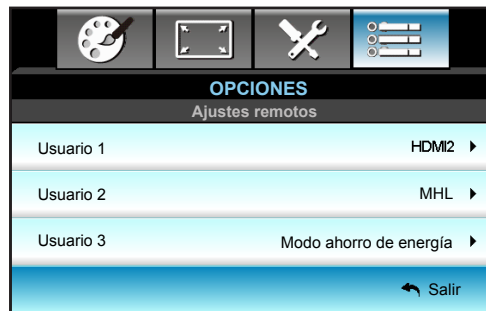 OPCIONES
Ajustes remotos
Usuario 1 HDMI2
Usuario 2 MHL
Usuario 3 Modo ahorro de energía
Salir